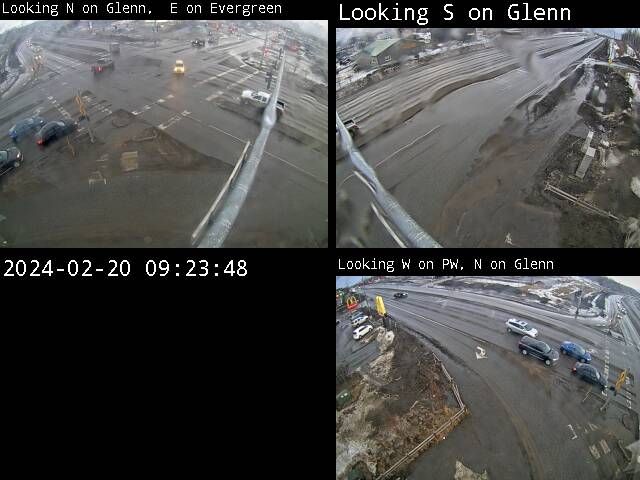 Looking N on Glenn,  E on Evergreen
Looking S on Glenn
2024-02-20 09:23:48
Looking W on PW, N on Glenn